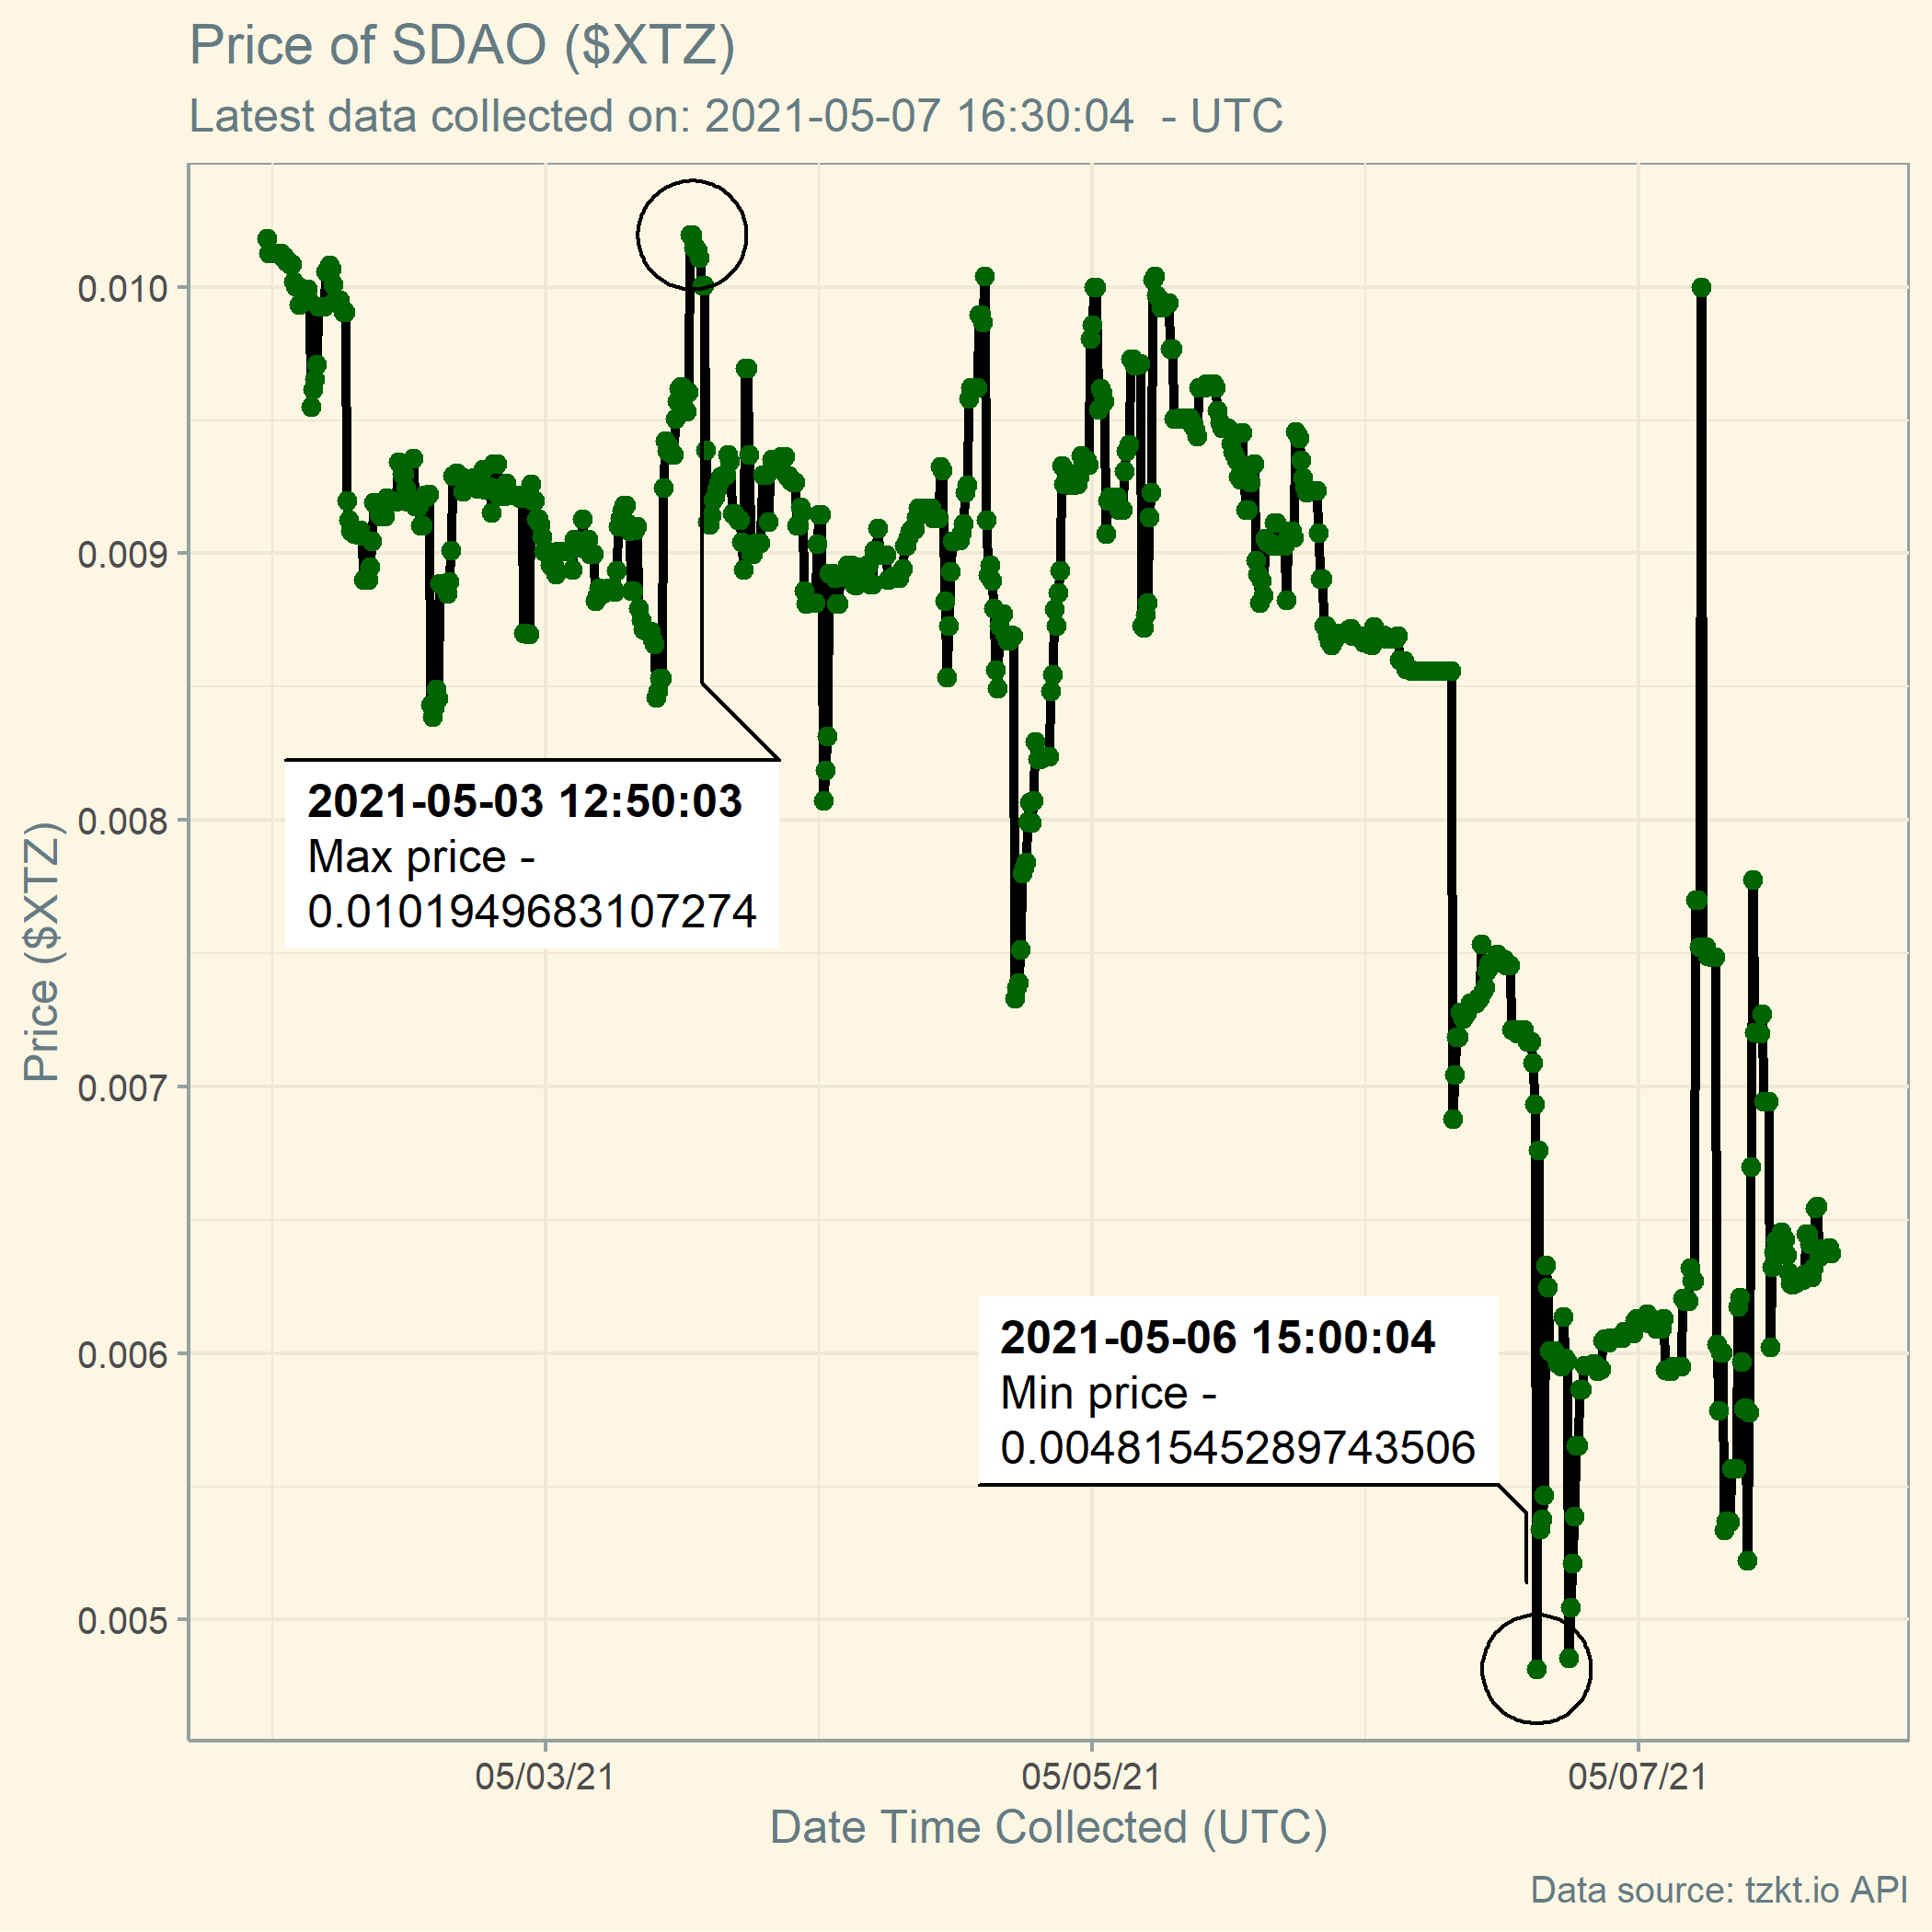 Price of SDAO ($XTZ)
Latest data collected on: 2021-05-07 16:30:04  - UTC
0.010
0.009
0.008
0.007
0.006
0.005
Price ($XTZ)
2021-05-03 12:50:03
Max price -
0.0101949683107274
2021-05-06 15:00:04
Min price -
0.00481545289743506
05/03/21
05/05/21
05/07/21
Date Time Collected (UTC)
Data source: tzkt.io API